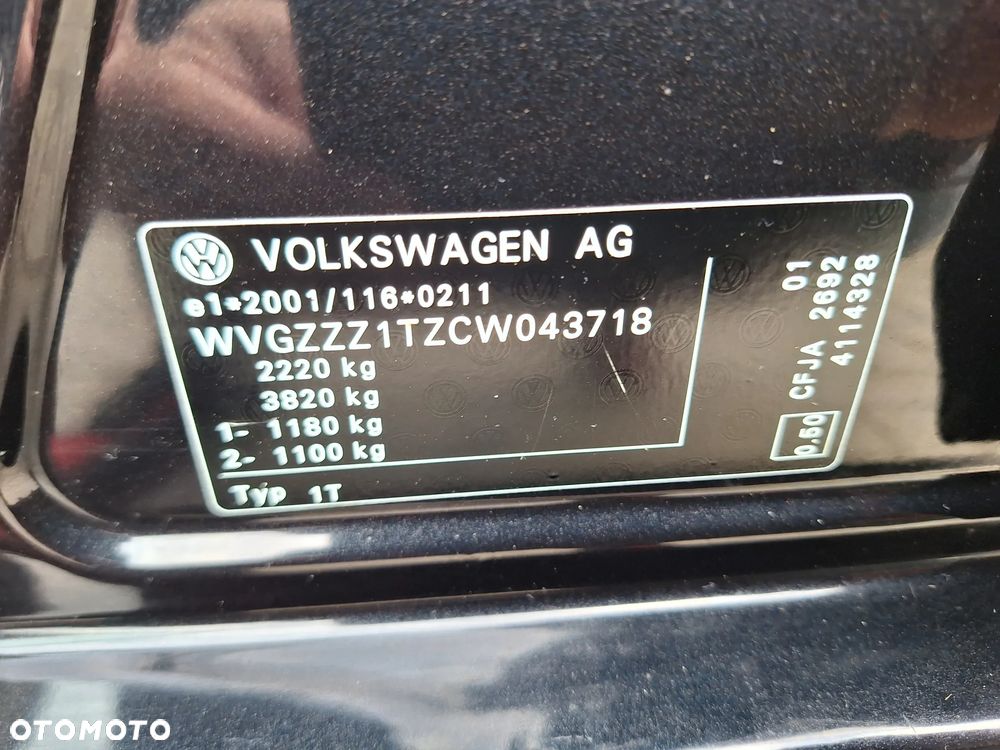 VOLKSWAGEN AG
e1*2001/116*0211
WVGZZZ1TZCW043718
2220 kg
3820 kg
1- 1180 kg
2- 1100 kg
Typ 1T
01
CFJA 2692
4114328
0,50
OTOMOTO